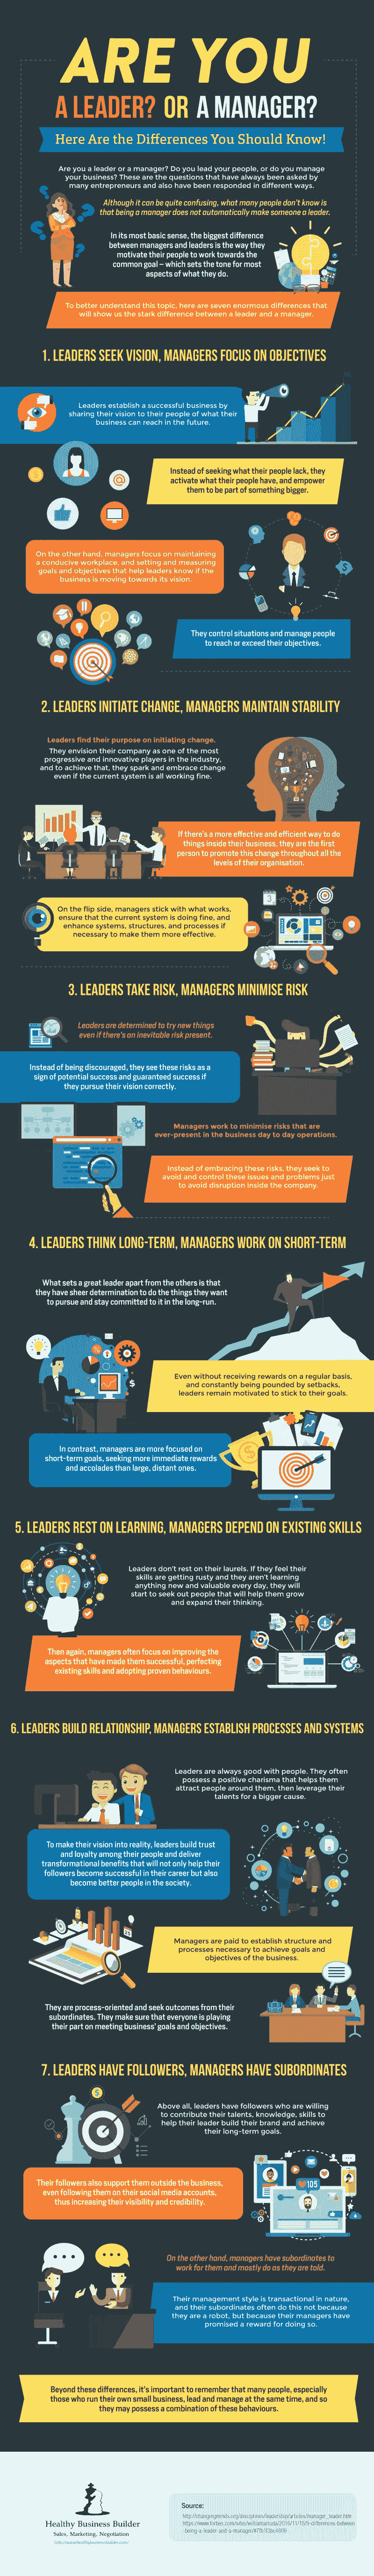 ARE YOU
A LEADER? OR A MANAGER?
Here Are the Differences You Should Know!
Are you a leader or a manager? Do you lead your people, or do you manage
your business? These are the questions that have always been asked by
many entrepreneurs and also have been responded in different ways.
Although it can be quite confusing, what many people don't know is
that being a manager does not automatically make someone a leader.
In its most basic sense, the biggest difference
between managers and leaders is the way they
motivate their people to work towards the
common goal – which sets the tone for most
aspects of what they do.
To better understand this topic, here are seven enormous differences that
will show us the stark difference between a leader and a manager.
1. LEADERS SEEK VISION, MANAGERS FOCUS ON OBJECTIVES
Leaders establish a successful business by
sharing their vision to their people of what their
business can reach in the future.
Instead of seeking what their people lack, they
activate what their people have, and empower
them to be part of something bigger.
On the other hand, managers focus on maintaining
a conducive workplace, and setting and measuring
goals and objectives that help leaders know if the
business is moving towards its vision.
They control situations and manage people
to reach or exceed their objectives.
2. LEADERS INITIATE CHANGE, MANAGERS MAINTAIN STABILITY
Leaders find their purpose on initiating change.
They envision their company as one of the most
progressive and innovative players in the industry,
and to achieve that, they spark and embrace change
even if the current system is all working fine.
If there's a more effective and efficient way to do
things inside their business, they are the first
person to promote this change throughout all the
levels of their organisation.
On the flip side, managers stick with what works,
ensure that the current system is doing fine, and
enhance systems, structures, and processes if
necessary to make them more effective.
3. LEADERS TAKE RISK, MANAGERS MINIMISE RISK
Leaders are determined to try new things
even if there's an inevitable risk present.
Instead of being discouraged, they see these risks as a
sign of potential success and guaranteed success if
they pursue their vision correctly.
Managers work to minimise risks that are
ever-present in the business day to day operations.
Instead of embracing these risks, they seek to
avoid and control these issues and problems just
to avoid disruption inside the company.
4. LEADERS THINK LONG-TERM, MANAGERS WORK ON SHORT-TERM
What sets a great leader apart from the others is that
they have sheer determination to do the things they want
to pursue and stay committed to it in the long-run.
Even without receiving rewards on a regular basis,
and constantly being pounded by setbacks,
leaders remain motivated to stick to their goals.
In contrast, managers are more focused on
short-term goals, seeking more immediate rewards
and accolades than large, distant ones.
5. LEADERS REST ON LEARNING, MANAGERS DEPEND ON EXISTING SKILLS
Leaders don't rest on their laurels. If they feel their
skills are getting rusty and they aren't learning
anything new and valuable every day, they will
start to seek out people that will help them grow
and expand their thinking.
Then again, managers often focus on improving the
aspects that have made them successful, perfecting
existing skills and adopting proven behaviours.
6. LEADERS BUILD RELATIONSHIP, MANAGERS ESTABLISH PROCESSES AND SYSTEMS
Leaders are always good with people. They often
possess a positive charisma that helps them
attract people around them, then leverage their
talents for a bigger cause.
To make their vision into reality, leaders build trust
and loyalty among their people and deliver
transformational benefits that will not only help their
followers become successful in their career but also
become better people in the society.
Managers are paid to establish structure and
processes necessary to achieve goals and
objectives of the business.
They are process-oriented and seek outcomes from their
subordinates. They make sure that everyone is playing
their part on meeting business' goals and objectives.
7. LEADERS HAVE FOLLOWERS, MANAGERS HAVE SUBORDINATES
Above all, leaders have followers who are willing
to contribute their talents, knowledge, skills to
help their leader build their brand and achieve
their long-term goals.
105
Their followers also support them outside the business,
even following them on their social media accounts,
thus increasing their visibility and credibility.
On the other hand, managers have subordinates to
work for them and mostly do as they are told.
Their management style is transactional in nature,
and their subordinates often do this not because
they are a robot, but because their managers have
promised a reward for doing so.
Beyond these differences, it's important to remember that many people, especially
those who run their own small business, lead and manage at the same time, and so
they may possess a combination of these behaviours.
Healthy Business Builder
Sales, Marketing, Negotiation
http://www.healthybusinessbuilder.com/
Source: